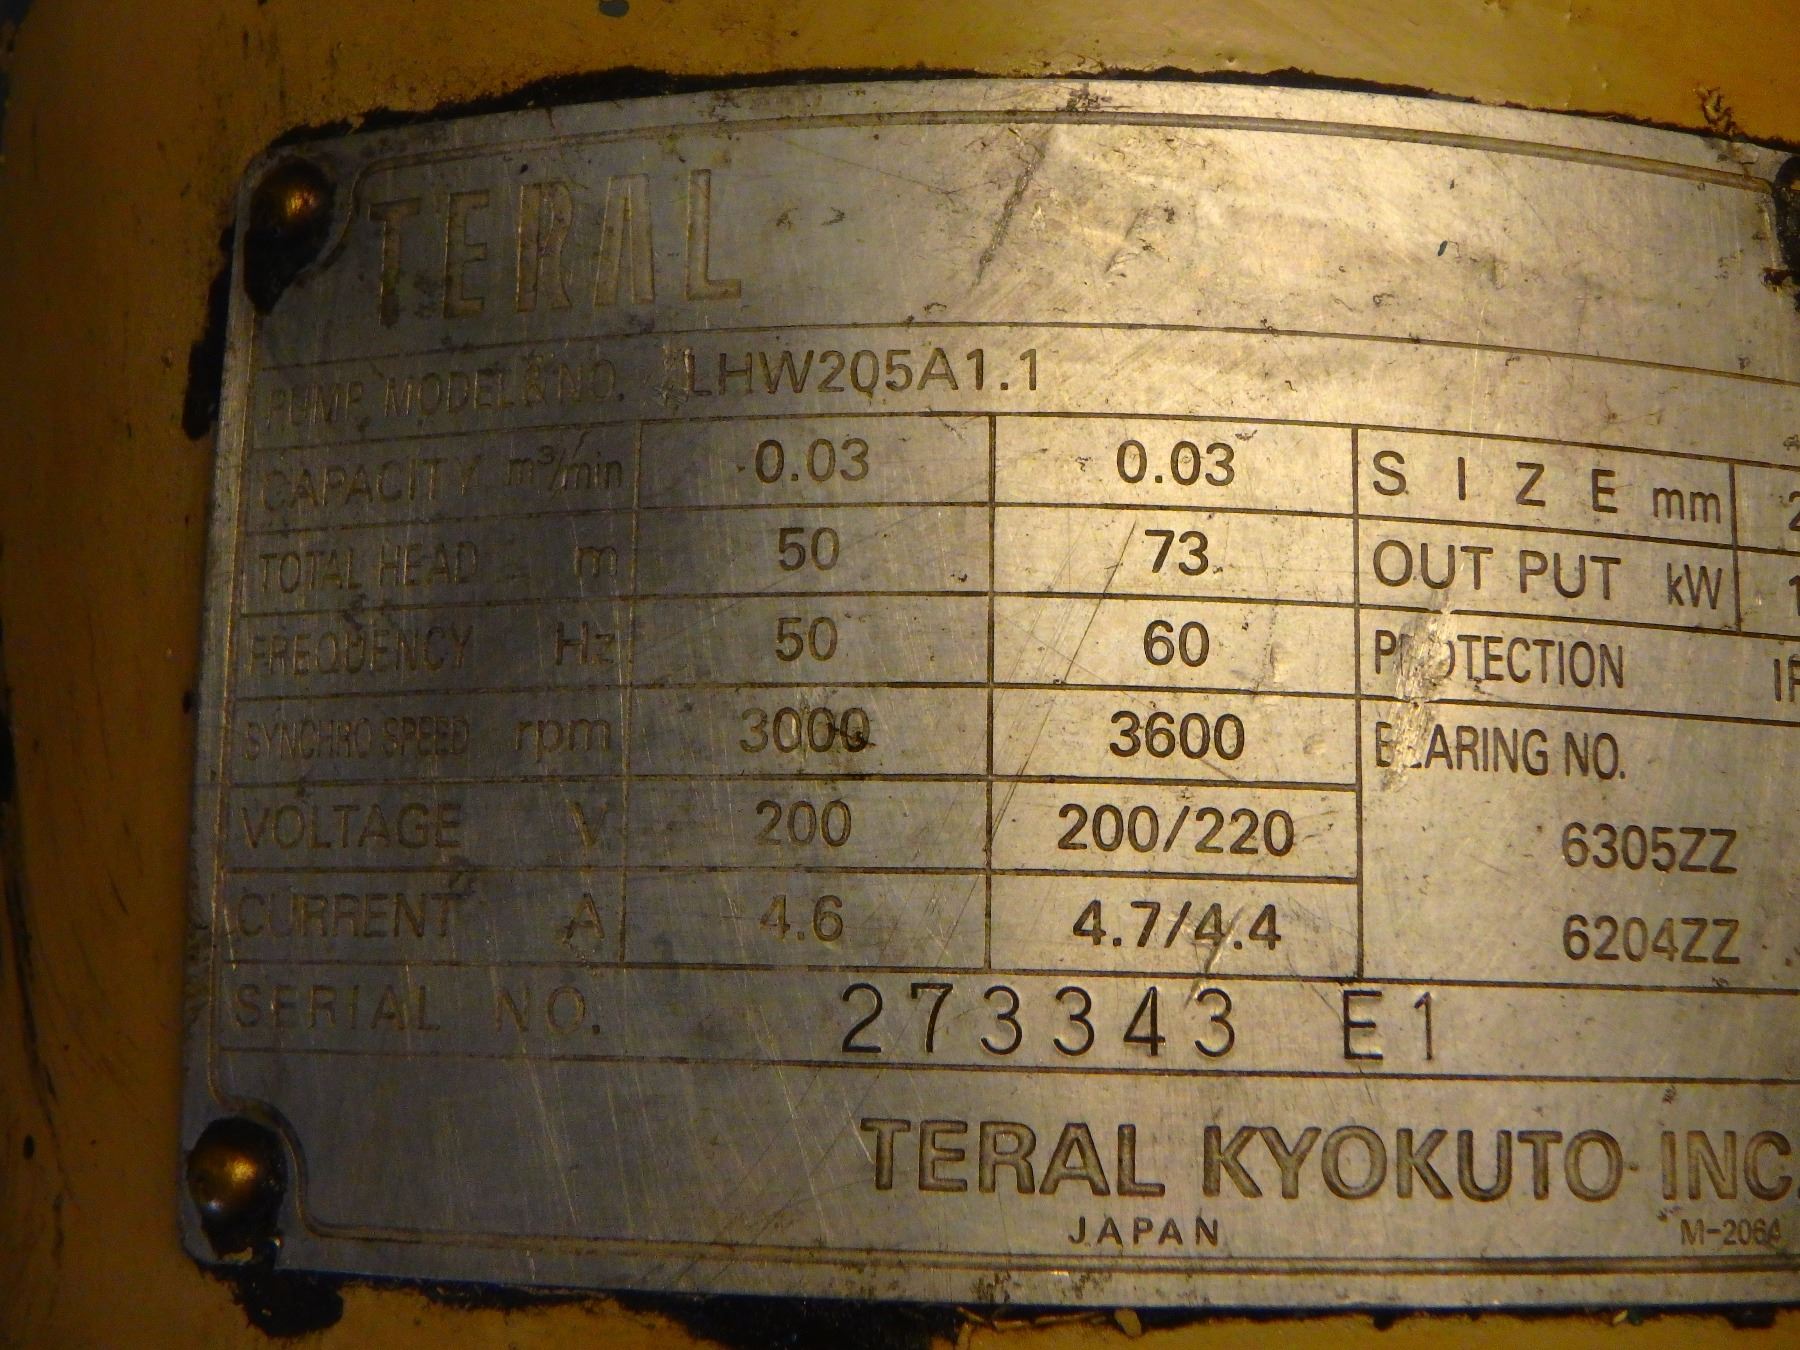 TERAL
PUMP MODEL & NO. LHW205A1.1
CAPACITY m³/min 0.03 0.03 S I Z E mm
TOTAL HEAD m 50 73 OUT PUT kW
FREQUENCY Hz 50 60 PROTECTION
SYNCHRO SPEED rpm 3000 3600 BEARING NO.
VOLTAGE V 200 200/220 6305ZZ
CURRENT A 4.6 4.7/4.4 6204ZZ
SERIAL NO. 273343 E1
TERAL KYOKUTO INC.
JAPAN M-206A